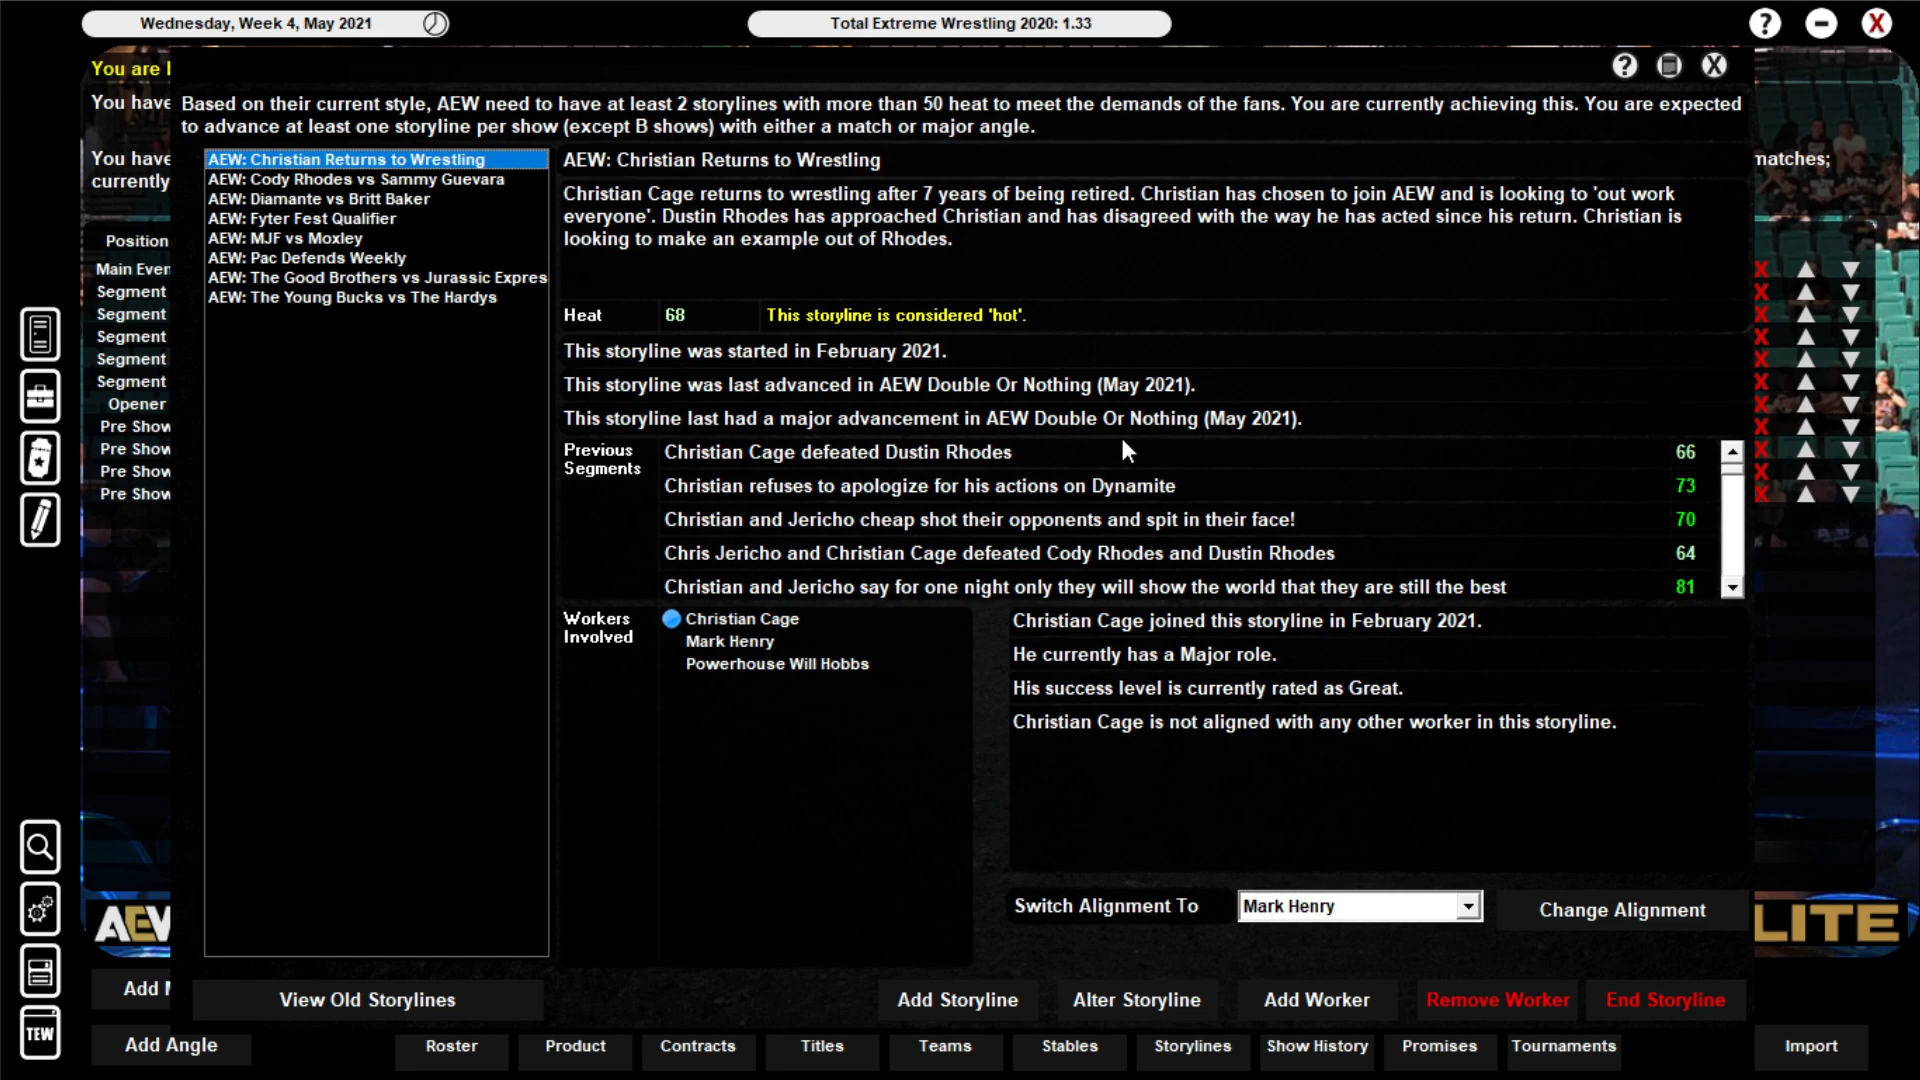 Wednesday, Week 4, May 2021
Total Extreme Wrestling 2020: 1.33
?
X
You are
You have
You have
currently
matches;
Position
Main Even
Segment
Segment
Segment
Segment
Segment
Opener
Pre Show
Pre Show
Pre Show
Pre Show
X
X
X
X
X
X
X
X
X
X
X
? X
Based on their current style, AEW need to have at least 2 storylines with more than 50 heat to meet the demands of the fans. You are currently achieving this. You are expected
to advance at least one storyline per show (except B shows) with either a match or major angle.
AEW: Christian Returns to Wrestling
AEW: Cody Rhodes vs Sammy Guevara
AEW: Diamante vs Britt Baker
AEW: Fyter Fest Qualifier
AEW: MJF vs Moxley
AEW: Pac Defends Weekly
AEW: The Good Brothers vs Jurassic Expres
AEW: The Young Bucks vs The Hardys
AEW: Christian Returns to Wrestling
Christian Cage returns to wrestling after 7 years of being retired. Christian has chosen to join AEW and is looking to 'out work
everyone'. Dustin Rhodes has approached Christian and has disagreed with the way he has acted since his return. Christian is
looking to make an example out of Rhodes.
Heat 68 This storyline is considered 'hot'.
This storyline was started in February 2021.
This storyline was last advanced in AEW Double Or Nothing (May 2021).
This storyline last had a major advancement in AEW Double Or Nothing (May 2021).
Previous
Segments
Christian Cage defeated Dustin Rhodes 66
Christian refuses to apologize for his actions on Dynamite 73
Christian and Jericho cheap shot their opponents and spit in their face! 70
Chris Jericho and Christian Cage defeated Cody Rhodes and Dustin Rhodes 64
Christian and Jericho say for one night only they will show the world that they are still the best 81
Workers
Involved
Christian Cage
Mark Henry
Powerhouse Will Hobbs
Christian Cage joined this storyline in February 2021.
He currently has a Major role.
His success level is currently rated as Great.
Christian Cage is not aligned with any other worker in this storyline.
Switch Alignment To Mark Henry Change Alignment
AEW
LITE
View Old Storylines Add Storyline Alter Storyline Add Worker Remove Worker End Storyline
TEW
Add Angle Roster Product Contracts Titles Teams Stables Storylines Show History Promises Tournaments Import